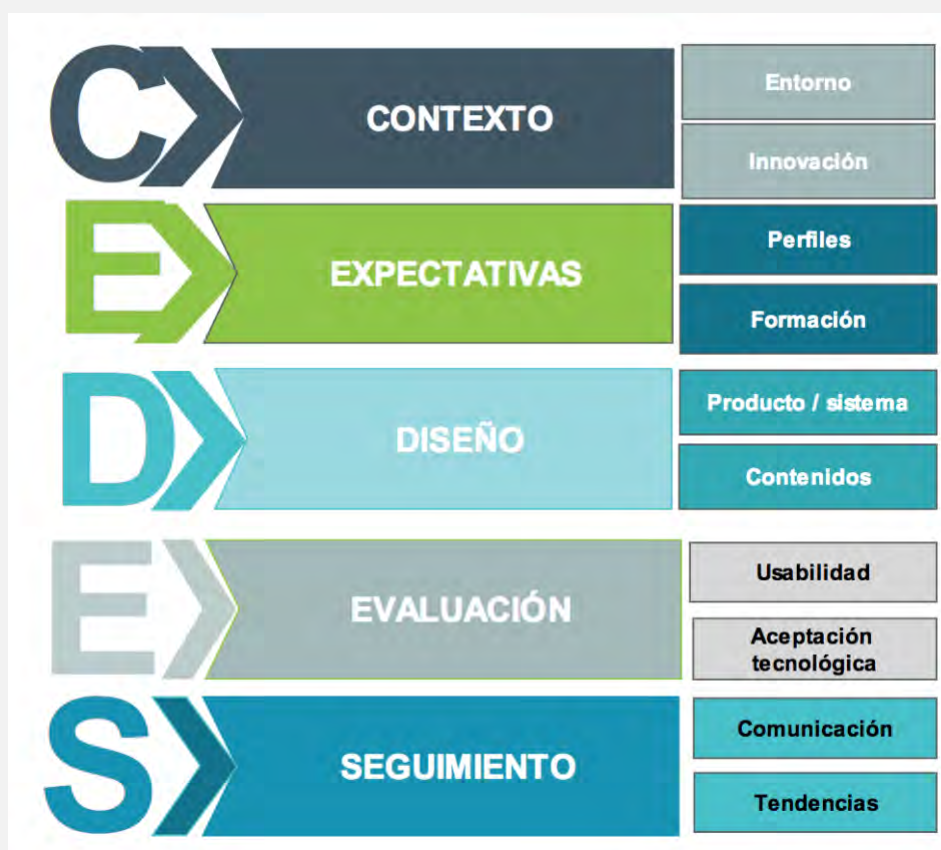 C
CONTEXTO
Entorno
Innovación
E
EXPECTATIVAS
Perfiles
Formación
D
DISEÑO
Producto / sistema
Contenidos
E
EVALUACIÓN
Usabilidad
Aceptación
tecnológica
S
SEGUIMIENTO
Comunicación
Tendencias